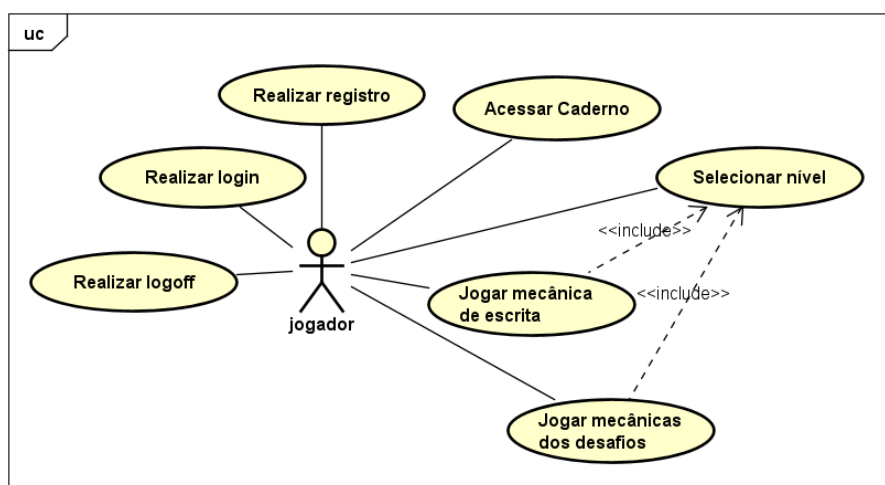 uc
Realizar registro
Acessar Caderno
Realizar login
Selecionar nível
<<include>>
Realizar logoff
Jogar mecânica
de escrita
<<include>>
jogador
Jogar mecânicas
dos desafios